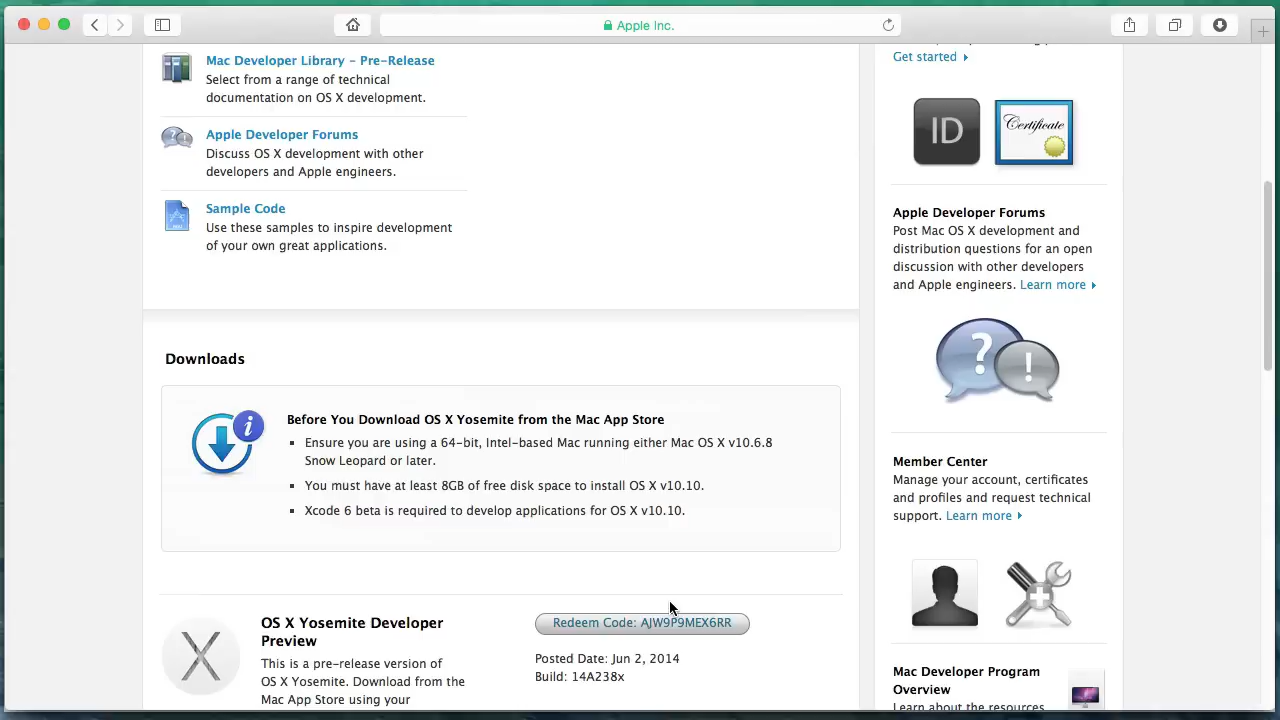 Apple Inc.
Mac Developer Library – Pre-Release
Select from a range of technical
documentation on OS X development.
Apple Developer Forums
Discuss OS X development with other
developers and Apple engineers.
Sample Code
Use these samples to inspire development
of your own great applications.
Downloads
Before You Download OS X Yosemite from the Mac App Store
Ensure you are using a 64-bit, Intel-based Mac running either Mac OS X v10.6.8
Snow Leopard or later.
You must have at least 8GB of free disk space to install OS X v10.10.
Xcode 6 beta is required to develop applications for OS X v10.10.
OS X Yosemite Developer
Preview
This is a pre-release version of
OS X Yosemite. Download from the
Mac App Store using your
Redeem Code: AJW9P9MEX6RR
Posted Date: Jun 2, 2014
Build: 14A238x
Get started
ID
Certificate
Apple Developer Forums
Post Mac OS X development and
distribution questions for an open
discussion with other developers
and Apple engineers. Learn more
Member Center
Manage your account, certificates
and profiles and request technical
support. Learn more
Mac Developer Program
Overview
Learn about the resources